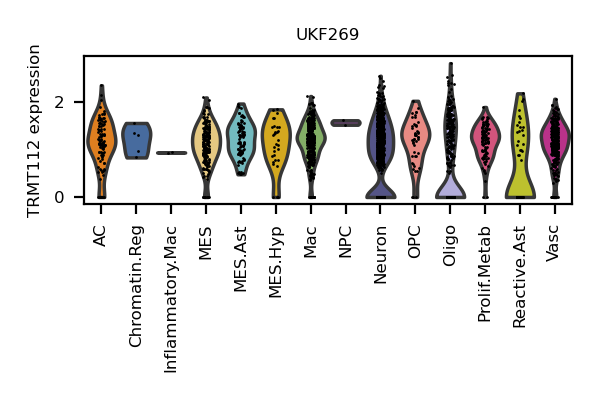 UKF269
TRMT112 expression
2
0
AC
Chromatin.Reg
Inflammatory.Mac
MES
MES.Ast
MES.Hyp
Mac
NPC
Neuron
OPC
Oligo
Prolif.Metab
Reactive.Ast
Vasc